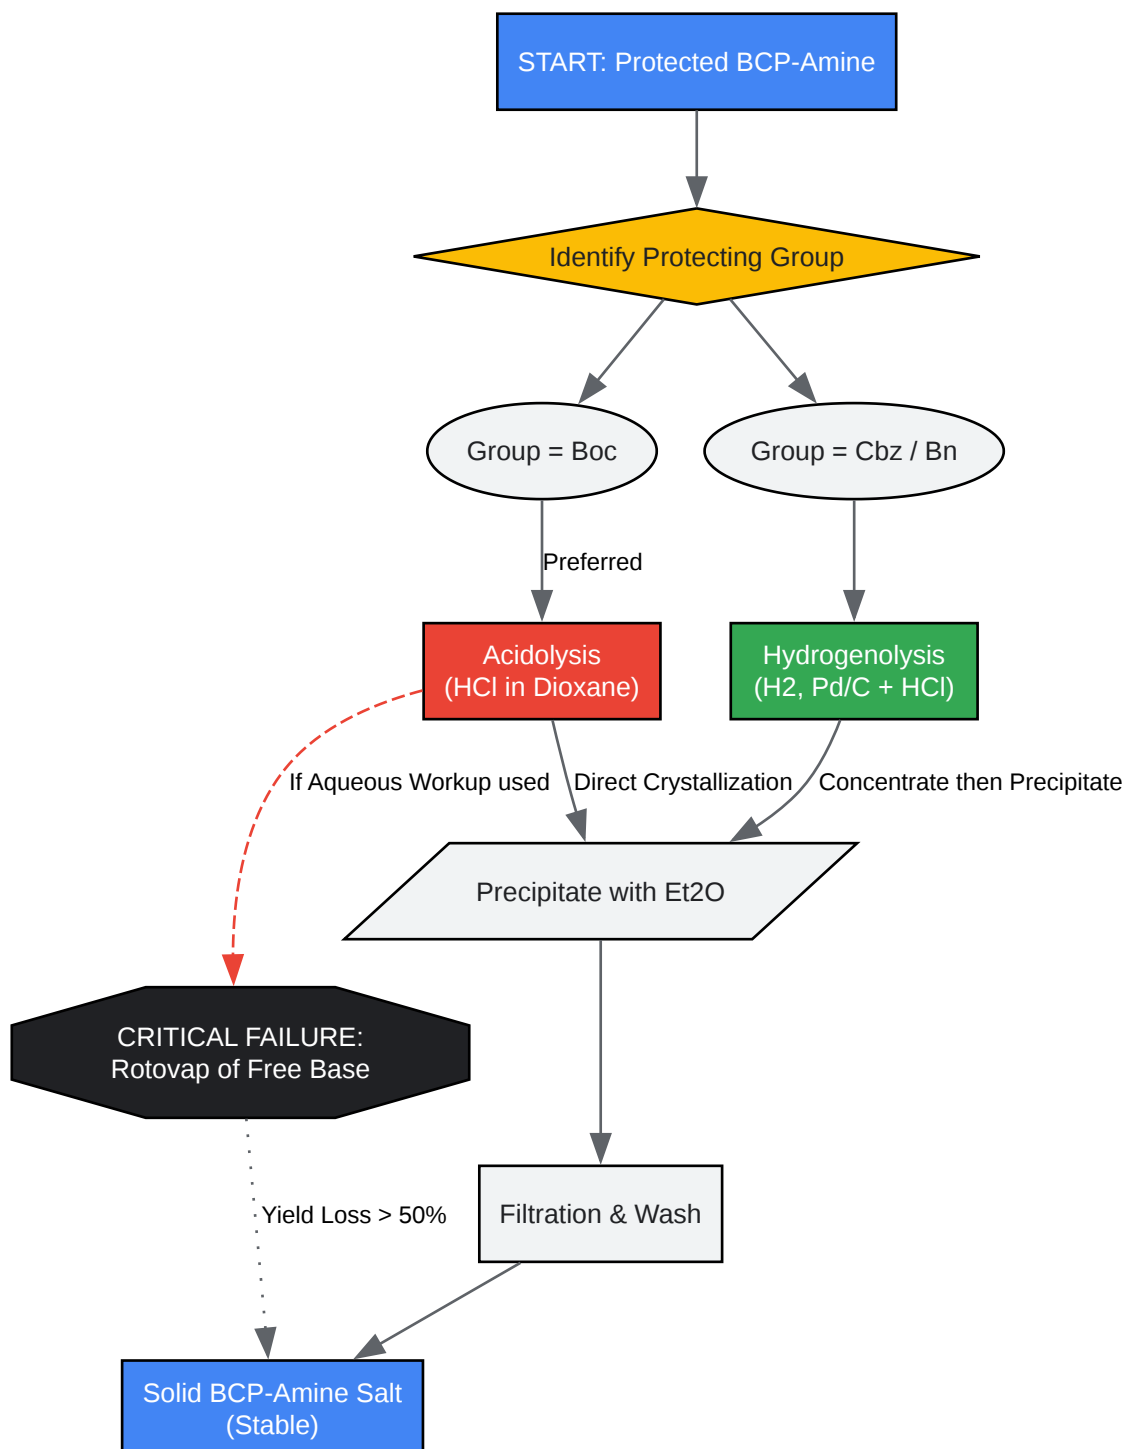 START: Protected BCP-Amine
Identify Protecting Group
Group = Boc
Group = Cbz / Bn
Preferred
Acidolysis
(HCl in Dioxane)
Hydrogenolysis
(H2, Pd/C + HCl)
If Aqueous Workup used
Direct Crystallization
Concentrate then Precipitate
Precipitate with Et2O
CRITICAL FAILURE:
Rotovap of Free Base
Yield Loss > 50%
Filtration & Wash
Solid BCP-Amine Salt
(Stable)